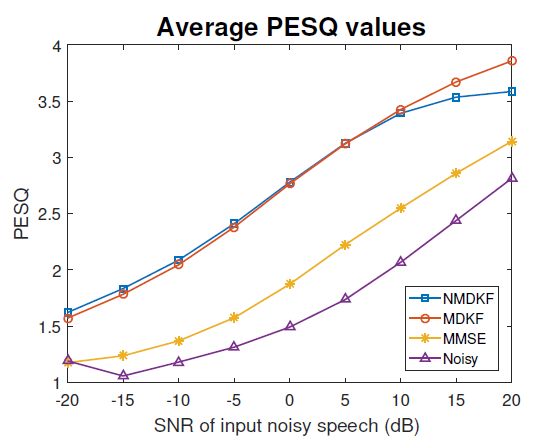 Average PESQ values
4
3.5
3
2.5
2
1.5
1
PESQ
NMDKF
MDKF
MMSE
Noisy
-20 -15 -10 -5 0 5 10 15 20
SNR of input noisy speech (dB)